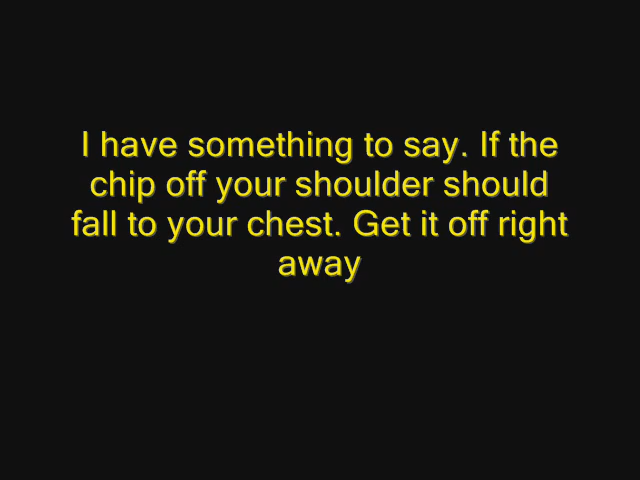 I have something to say. If the
chip off your shoulder should
fall to your chest. Get it off right
away